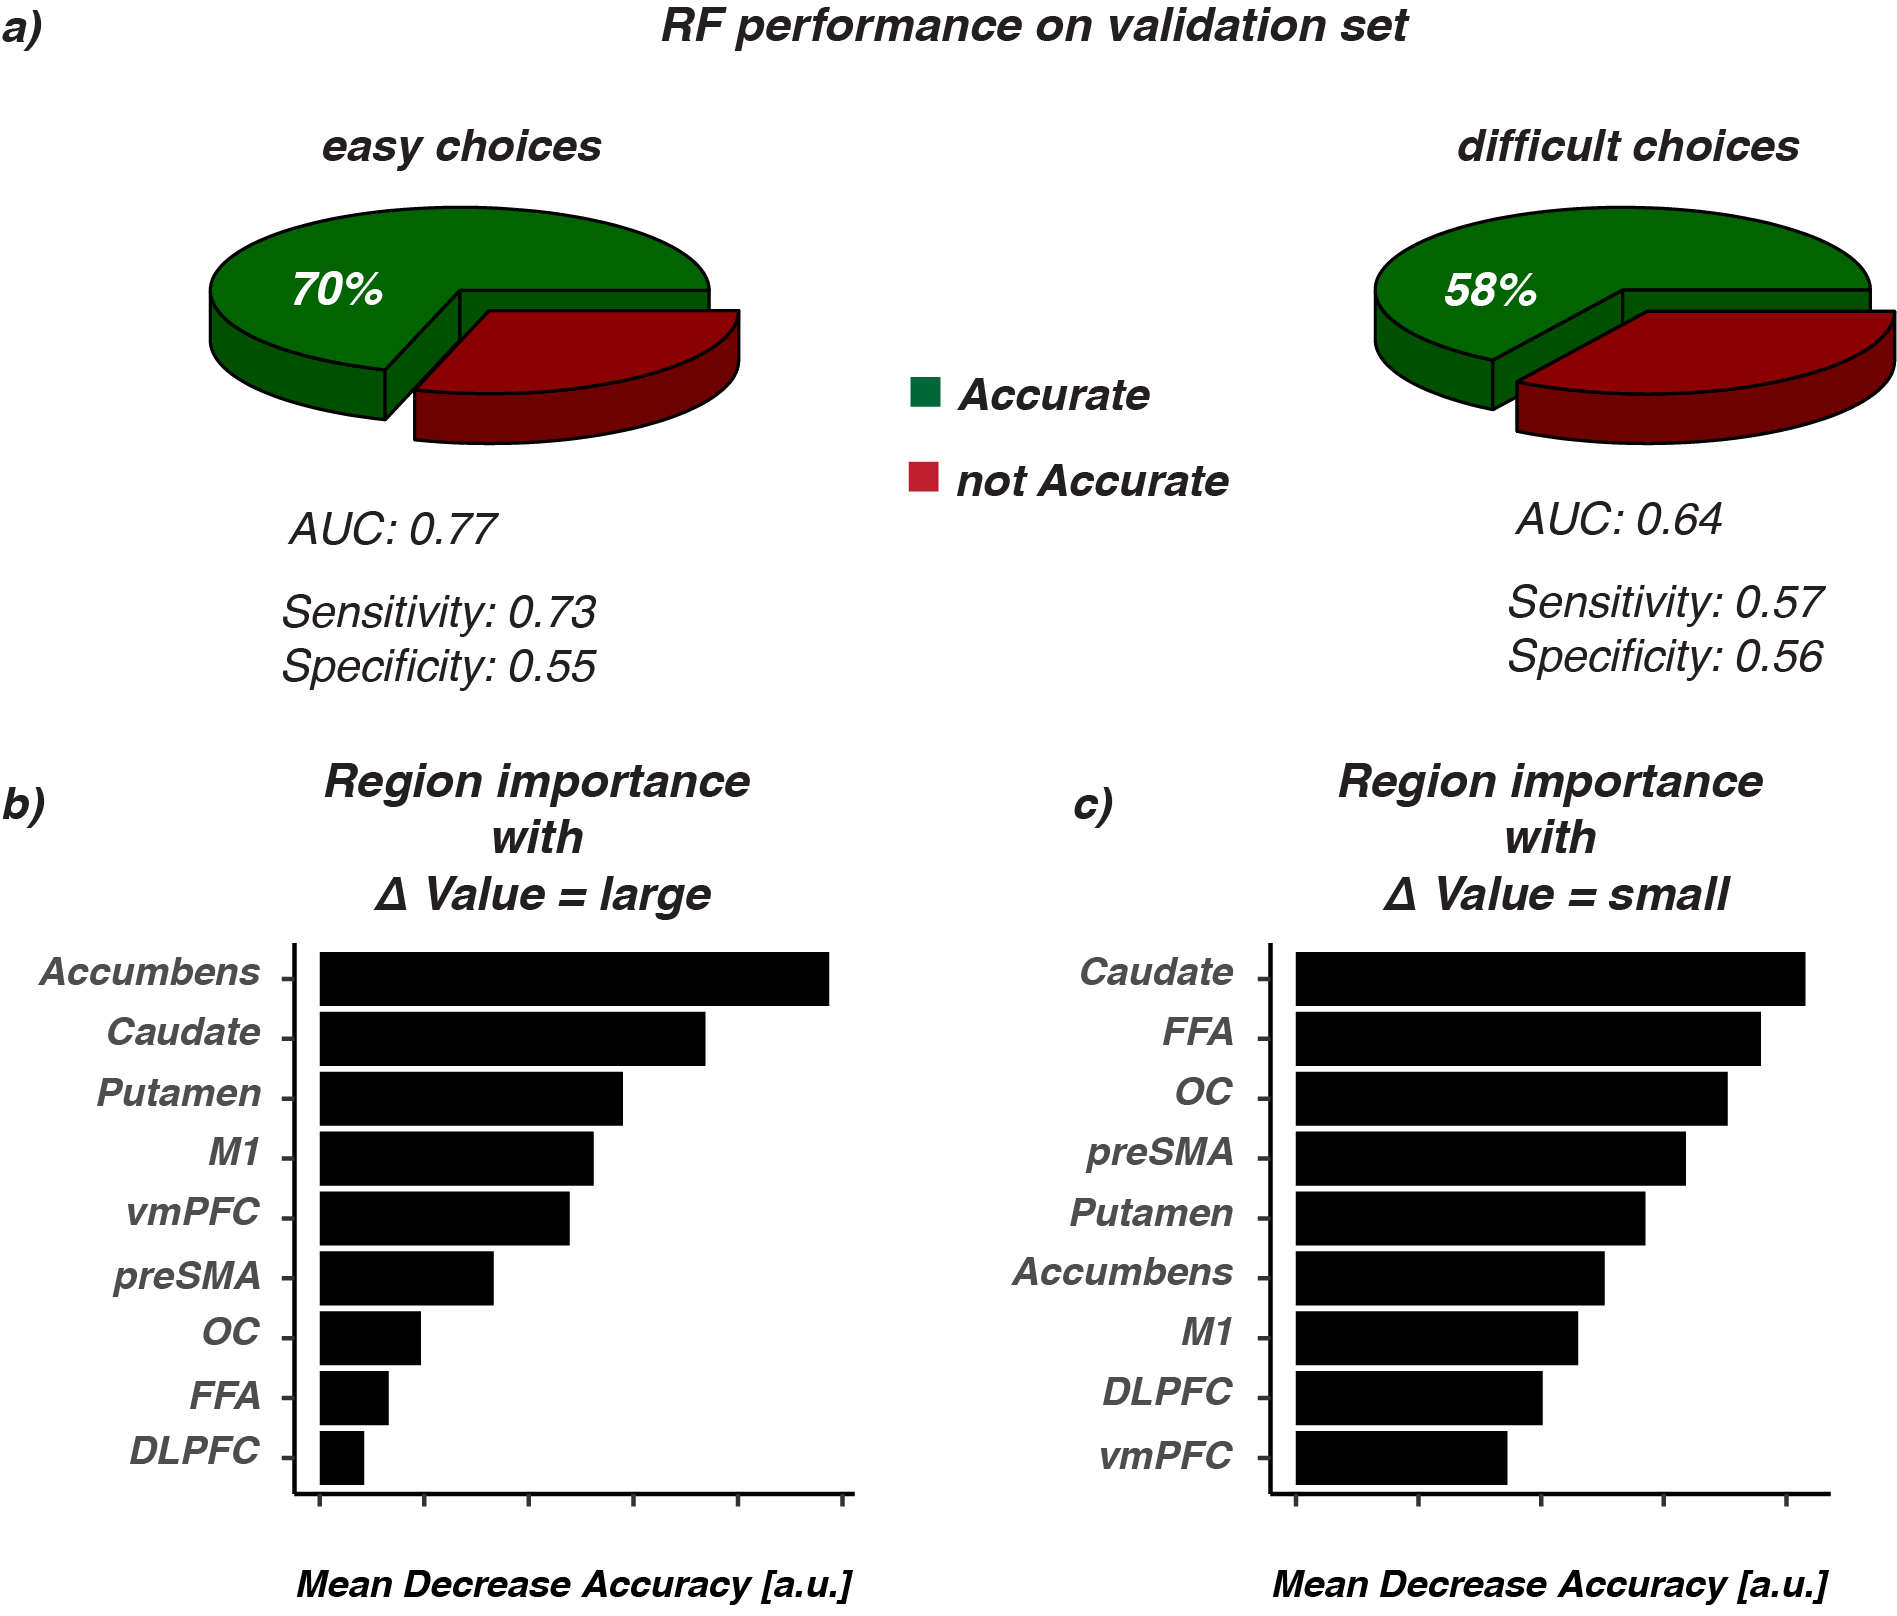 a)
RF performance on validation set
easy choices
difficult choices
70%
58%
Accurate
not Accurate
AUC: 0.77
Sensitivity: 0.73
Specificity: 0.55
AUC: 0.64
Sensitivity: 0.57
Specificity: 0.56
b)
Region importance
with
Δ Value = large
Accumbens
Caudate
Putamen
M1
vmPFC
preSMA
OC
FFA
DLPFC
Mean Decrease Accuracy [a.u.]
c)
Region importance
with
Δ Value = small
Caudate
FFA
OC
preSMA
Putamen
Accumbens
M1
DLPFC
vmPFC
Mean Decrease Accuracy [a.u.]